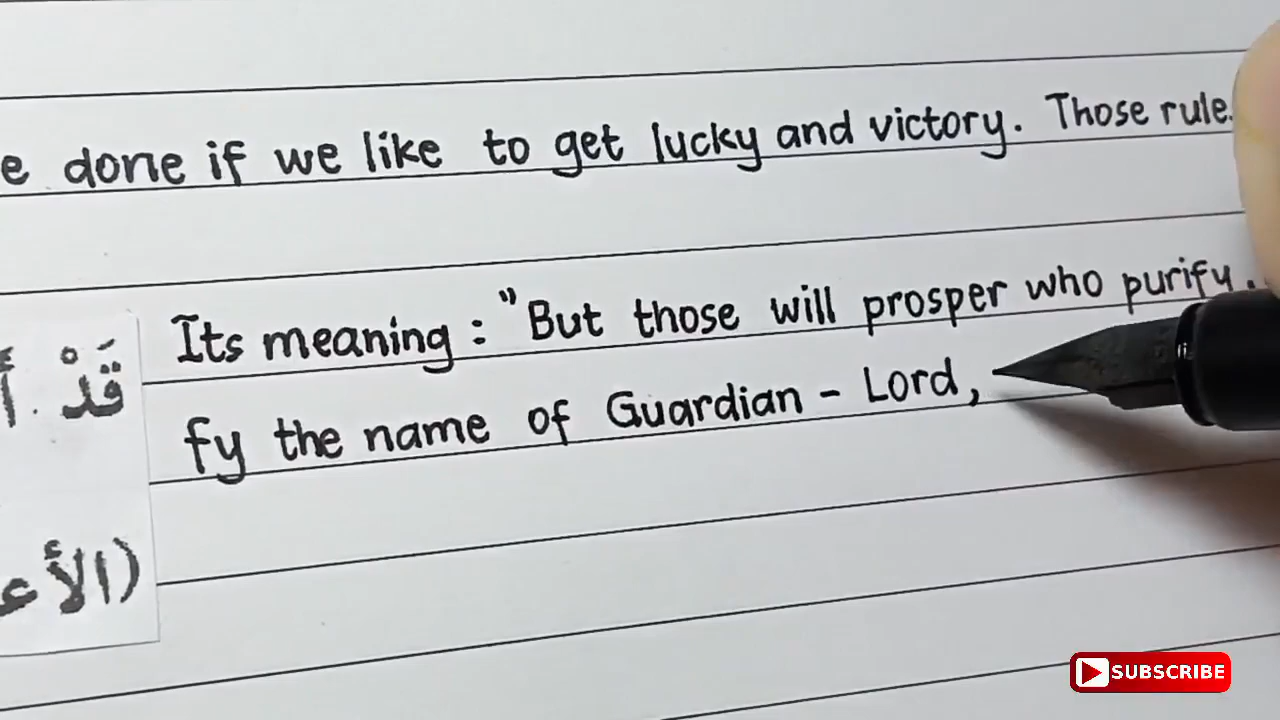 e done if we like to get lucky and victory. Those rule
Its meaning : "But those will prosper who purify.
fy the name of Guardian - Lord,
قَدْ أ
(الأع
SUBSCRIBE